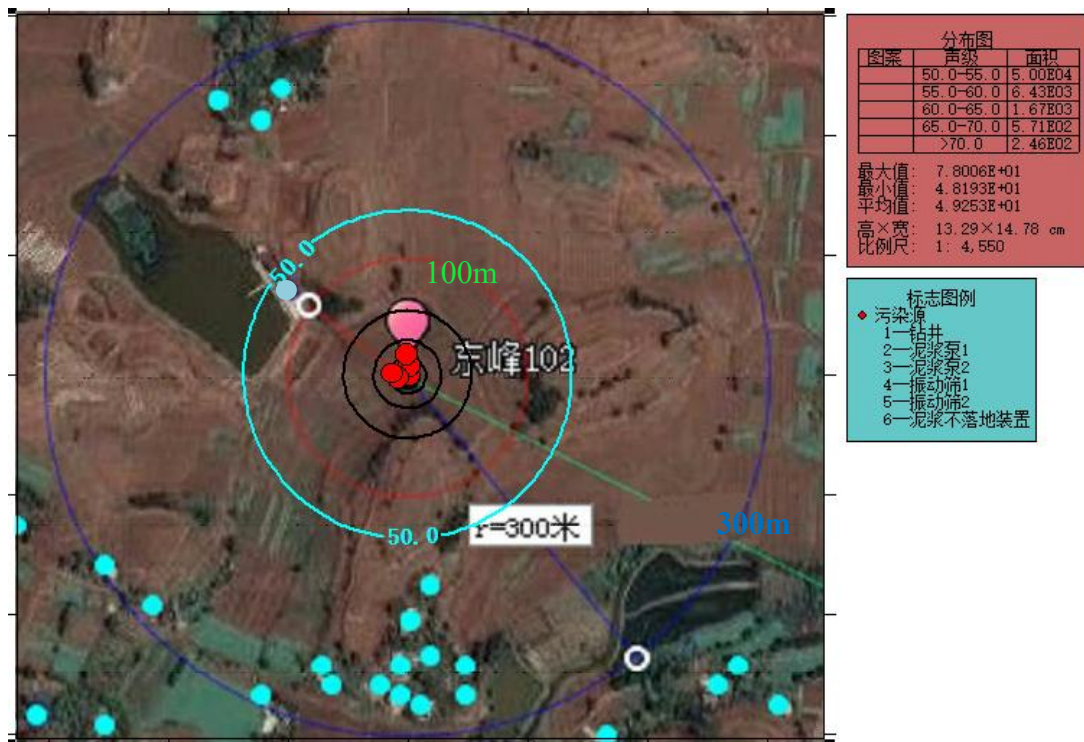 50.0
100m
东峰102
r=300米
300m
50.0
分布图
图案 声级 面积
50.0-55.0 5.00E04
55.0-60.0 6.43E03
60.0-65.0 1.67E03
65.0-70.0 5.71E02
>70.0 2.46E02
最大值: 7.8006E+01
最小值: 4.8193E+01
平均值: 4.9253E+01
高×宽: 13.29×14.78 cm
比例尺: 1: 4,550
标志图例
污染源
1—钻井
2—泥浆泵1
3—泥浆泵2
4—振动筛1
5—振动筛2
6—泥浆不落地装置